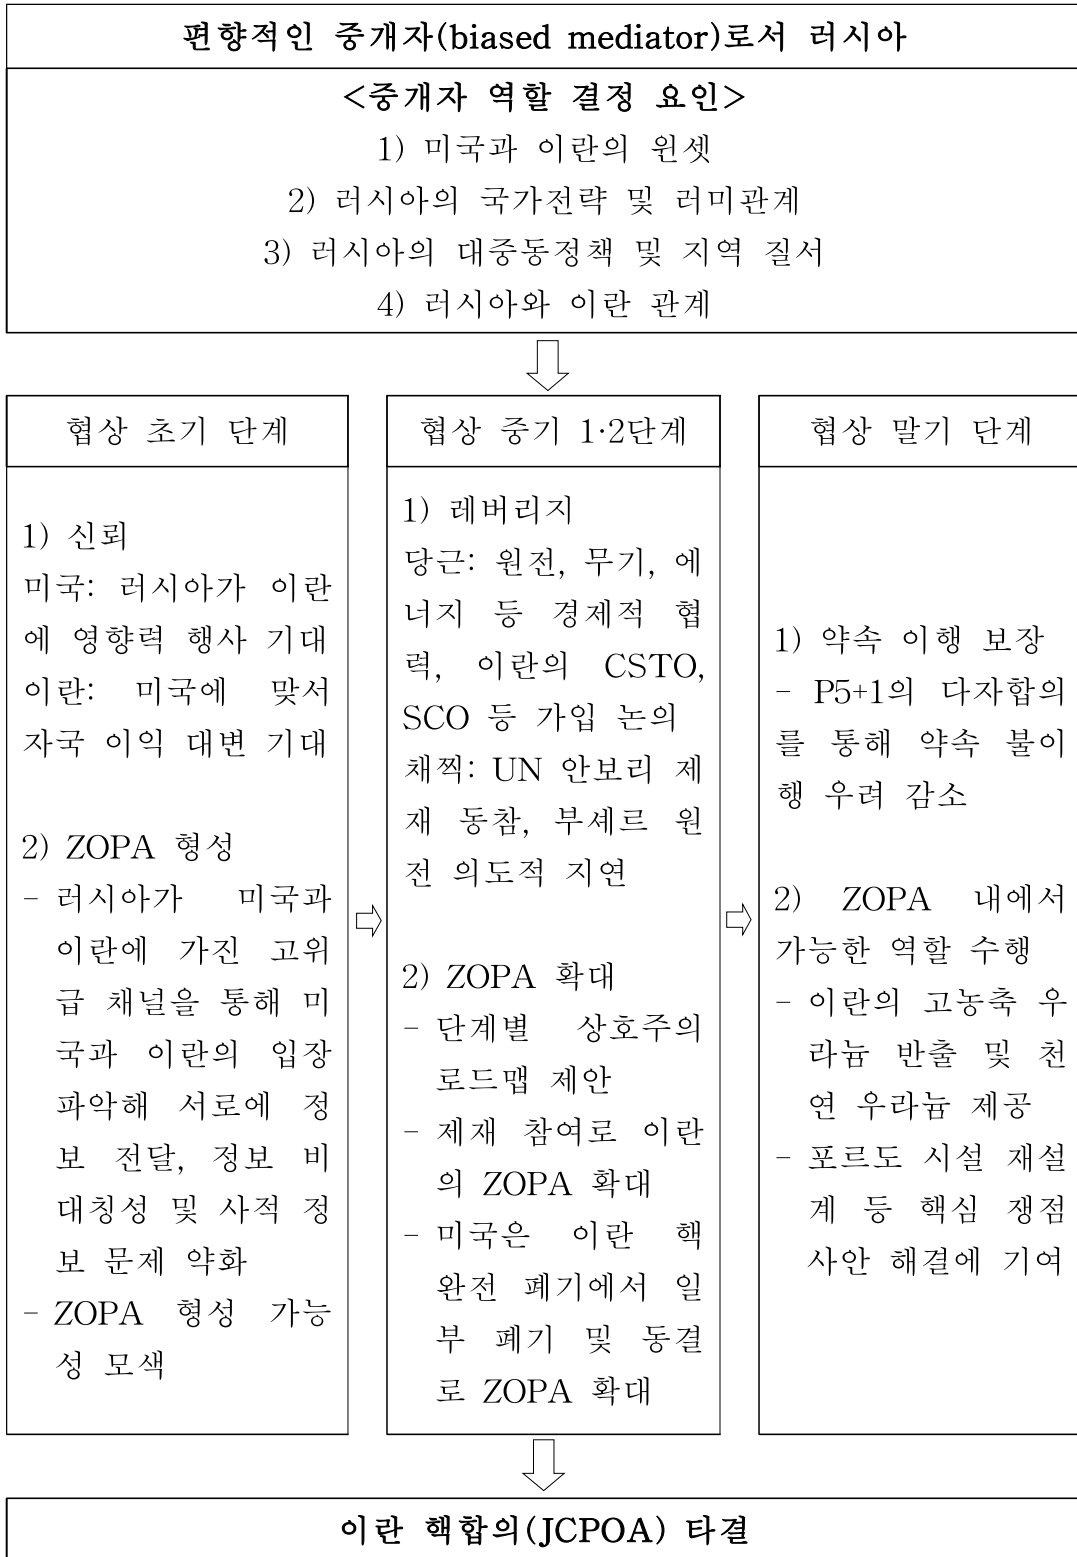 편향적인 중개자(biased mediator)로서 러시아
<중개자 역할 결정 요인>
1) 미국과 이란의 윈셋
2) 러시아의 국가전략 및 러미관계
3) 러시아의 대중동정책 및 지역 질서
4) 러시아와 이란 관계
협상 초기 단계
1) 신뢰
미국: 러시아가 이란
에 영향력 행사 기대
이란: 미국에 맞서
자국 이익 대변 기대
2) ZOPA 형성
- 러시아가 미국과
이란에 가진 고위
급 채널을 통해 미
국과 이란의 입장
파악해 서로에 정
보 전달, 정보 비
대칭성 및 사적 정
보 문제 약화
- ZOPA 형성 가능
성 모색
협상 중기 1·2단계
1) 레버리지
당근: 원전, 무기, 에
너지 등 경제적 협
력, 이란의 CSTO,
SCO 등 가입 논의
채찍: UN 안보리 제
재 동참, 부셰르 원
전 의도적 지연
2) ZOPA 확대
- 단계별 상호주의
로드맵 제안
- 제재 참여로 이란
의 ZOPA 확대
- 미국은 이란 핵
완전 폐기에서 일
부 폐기 및 동결
로 ZOPA 확대
협상 말기 단계
1) 약속 이행 보장
- P5+1의 다자합의
를 통해 약속 불이
행 우려 감소
2) ZOPA 내에서
가능한 역할 수행
- 이란의 고농축 우
라늄 반출 및 천
연 우라늄 제공
- 포르도 시설 재설
계 등 핵심 쟁점
사안 해결에 기여
이란 핵합의(JCPOA) 타결